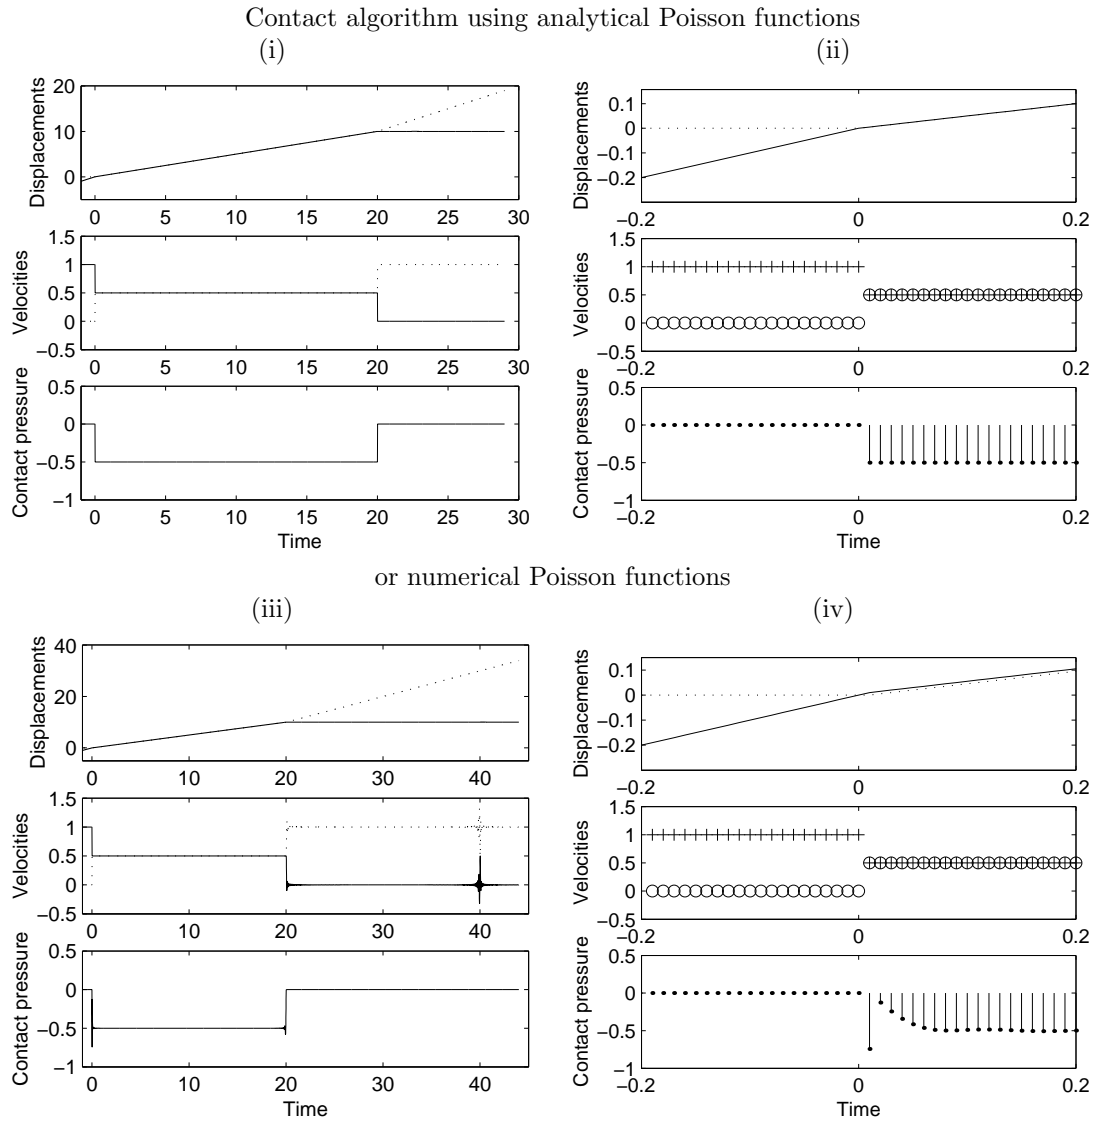 Contact algorithm using analytical Poisson functions
(i)
(ii)
Displacements
20
10
0
0 5 10 15 20 25 30
Velocities
1.5
1
0.5
0
−0.5
0 5 10 15 20 25 30
Contact pressure
0.5
0
−0.5
−1
0 5 10 15 20 25 30
Time
Displacements
0.1
0
−0.1
−0.2
−0.2 0 0.2
Velocities
1.5
1
0.5
0
−0.5
−0.2 0 0.2
Contact pressure
0.5
0
−0.5
−1
−0.2 0 0.2
Time
or numerical Poisson functions
(iii)
(iv)
Displacements
40
20
0
0 10 20 30 40
Velocities
1.5
1
0.5
0
−0.5
0 10 20 30 40
Contact pressure
0.5
0
−0.5
−1
0 10 20 30 40
Time
Displacements
0.1
0
−0.1
−0.2
−0.2 0 0.2
Velocities
1.5
1
0.5
0
−0.5
−0.2 0 0.2
Contact pressure
0.5
0
−0.5
−1
−0.2 0 0.2
Time